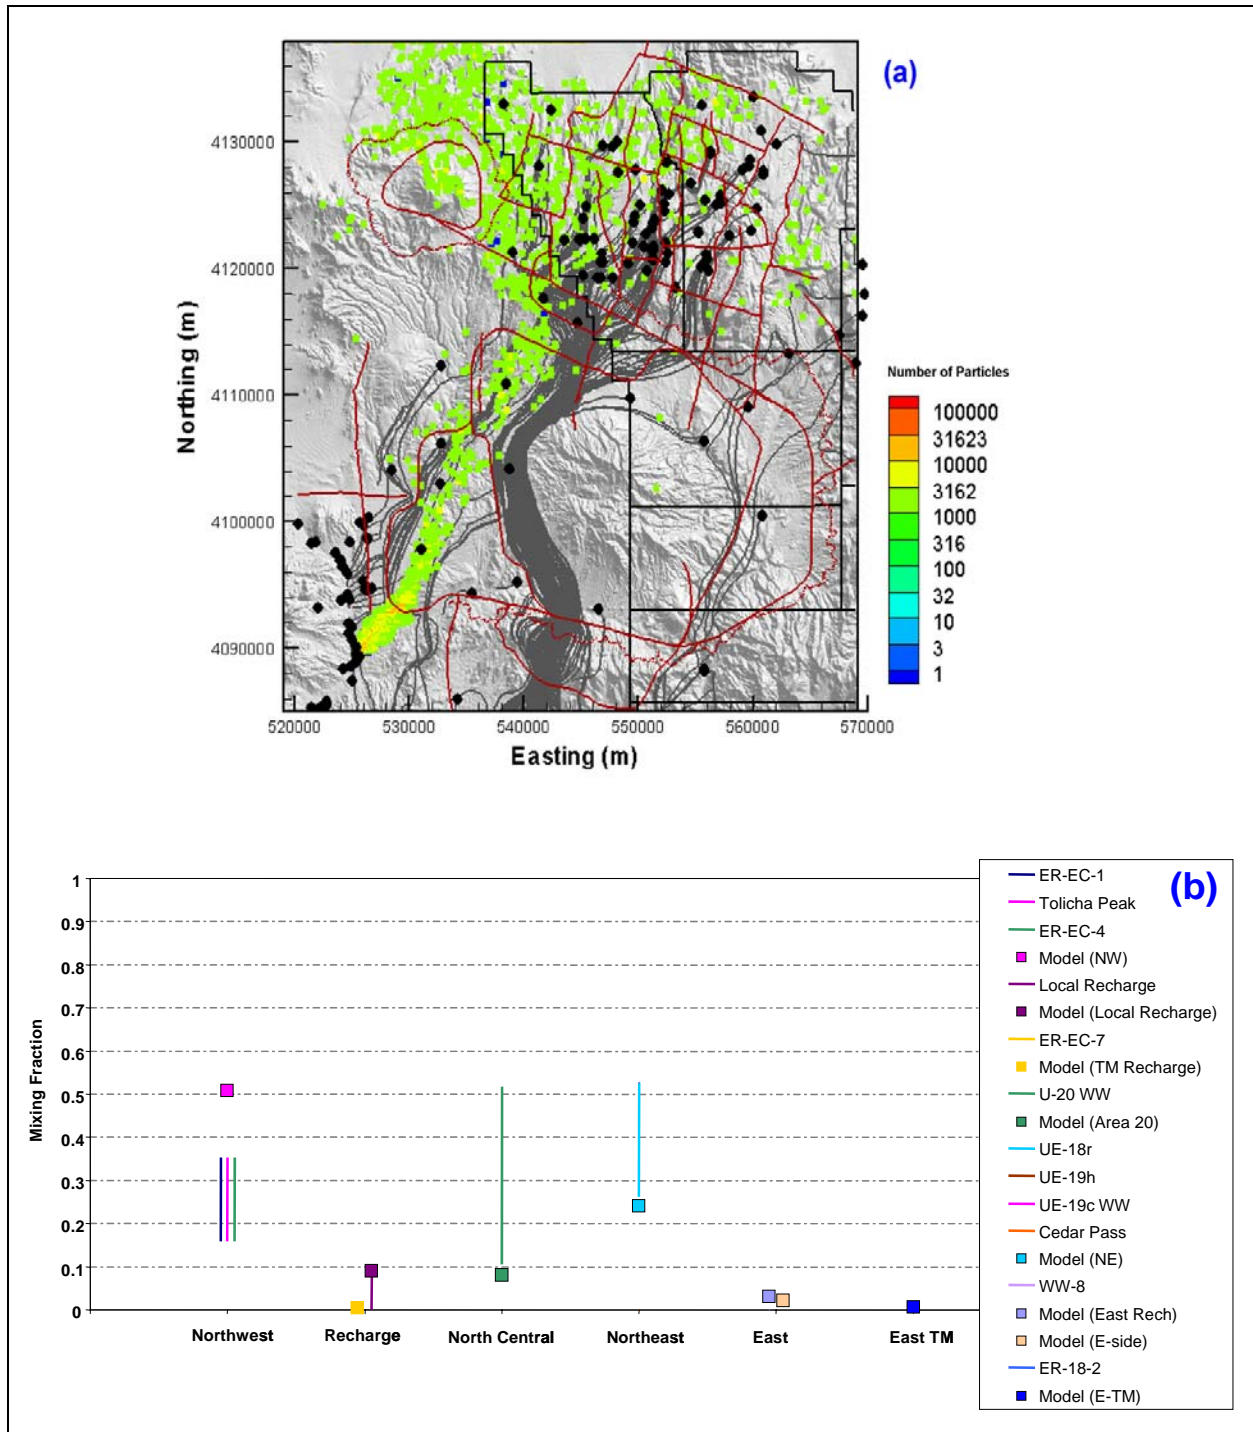 (a)
4130000
4120000
4110000
4100000
4090000
Northing (m)
520000 530000 540000 550000 560000 570000
Easting (m)
Number of Particles
100000
31623
10000
3162
1000
316
100
32
10
3
1
(b)
1
0.9
0.8
0.7
0.6
0.5
0.4
0.3
0.2
0.1
0
Mixing Fraction
Northwest Recharge North Central Northeast East East TM
ER-EC-1
Tolicha Peak
ER-EC-4
Model (NW)
Local Recharge
Model (Local Recharge)
ER-EC-7
Model (TM Recharge)
U-20 WW
Model (Area 20)
UE-18r
UE-19h
UE-19c WW
Cedar Pass
Model (NE)
WW-8
Model (East Rech)
Model (E-side)
ER-18-2
Model (E-TM)